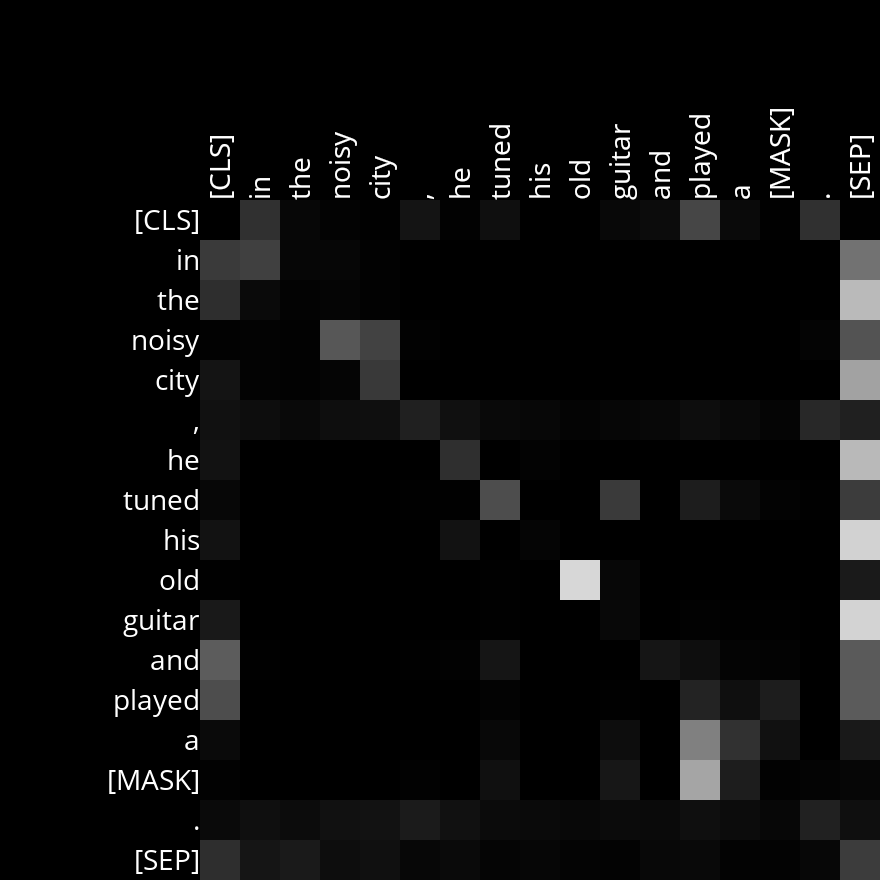 [CLS] in the noisy city , he tuned his old guitar and played a [MASK] . [SEP]
[CLS]
in
the
noisy
city
,
he
tuned
his
old
guitar
and
played
a
[MASK]
.
[SEP]